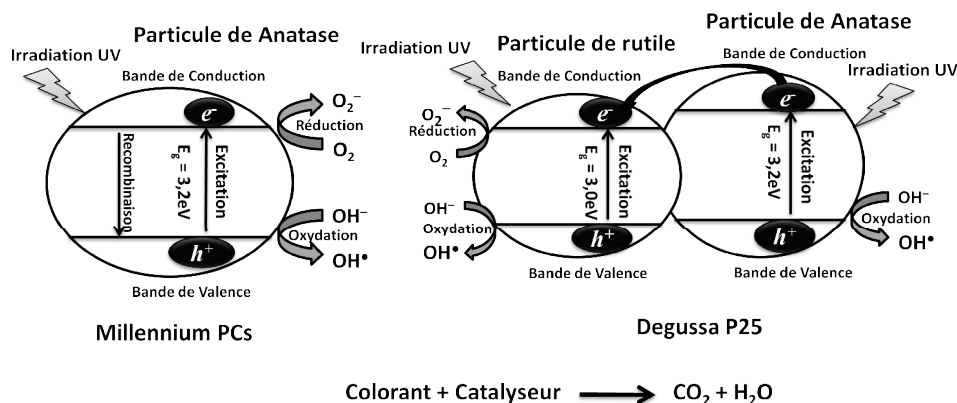 Particule de Anatase
Irradiation UV
Bande de Conduction
e-
O₂⁻
Réduction
O₂
Recombinaison
Eg = 3,2eV
Excitation
OH⁻
Oxydation
OH•
h+
Bande de Valence
Millennium PCs
Particule de rutile
Irradiation UV
Bande de Conduction
e-
O₂⁻
Réduction
O₂
Eg = 3,0eV
Excitation
OH⁻
Oxydation
OH•
h+
Bande de Valence
Particule de Anatase
Bande de Conduction
Irradiation UV
e-
Eg = 3,2eV
Excitation
OH⁻
Oxydation
OH•
h+
Bande de Valence
Degussa P25
Colorant + Catalyseur CO₂ + H₂O